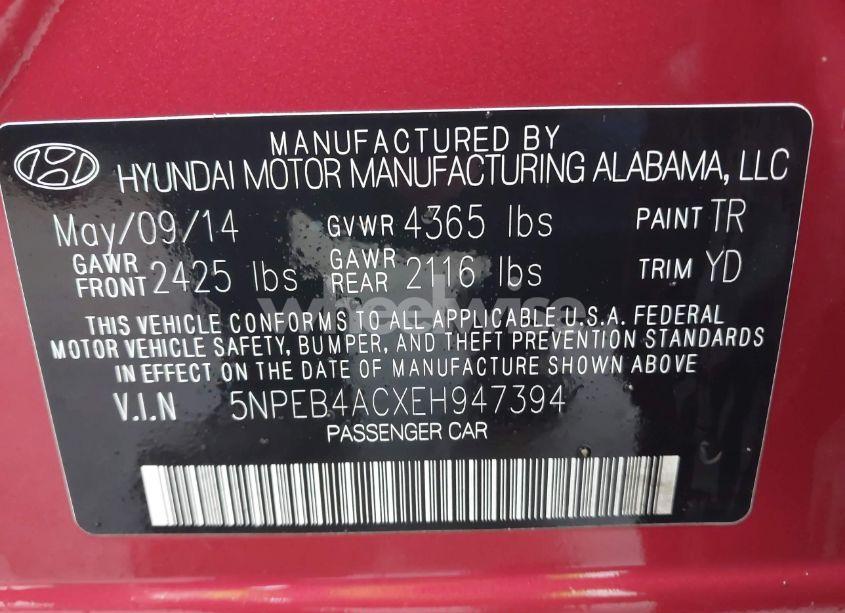 MANUFACTURED BY
HYUNDAI MOTOR MANUFACTURING ALABAMA, LLC
May/09/14 GVWR 4365 lbs PAINT TR
GAWR FRONT 2425 lbs GAWR REAR 2116 lbs TRIM YD
wheelwise
THIS VEHICLE CONFORMS TO ALL APPLICABLE U.S.A. FEDERAL
MOTOR VEHICLE SAFETY, BUMPER, AND THEFT PREVENTION STANDARDS
IN EFFECT ON THE DATE OF MANUFACTURE SHOWN ABOVE
V.I.N 5NPEB4ACXEH947394
PASSENGER CAR